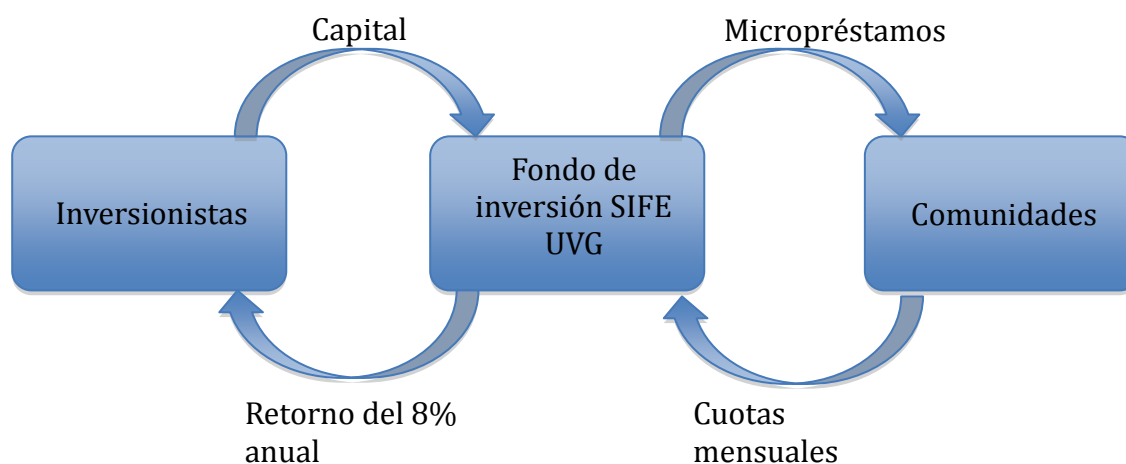 Capital
Micropréstamos
Inversionistas
Fondo de
inversión SIFE
UVG
Comunidades
Retorno del 8%
anual
Cuotas
mensuales